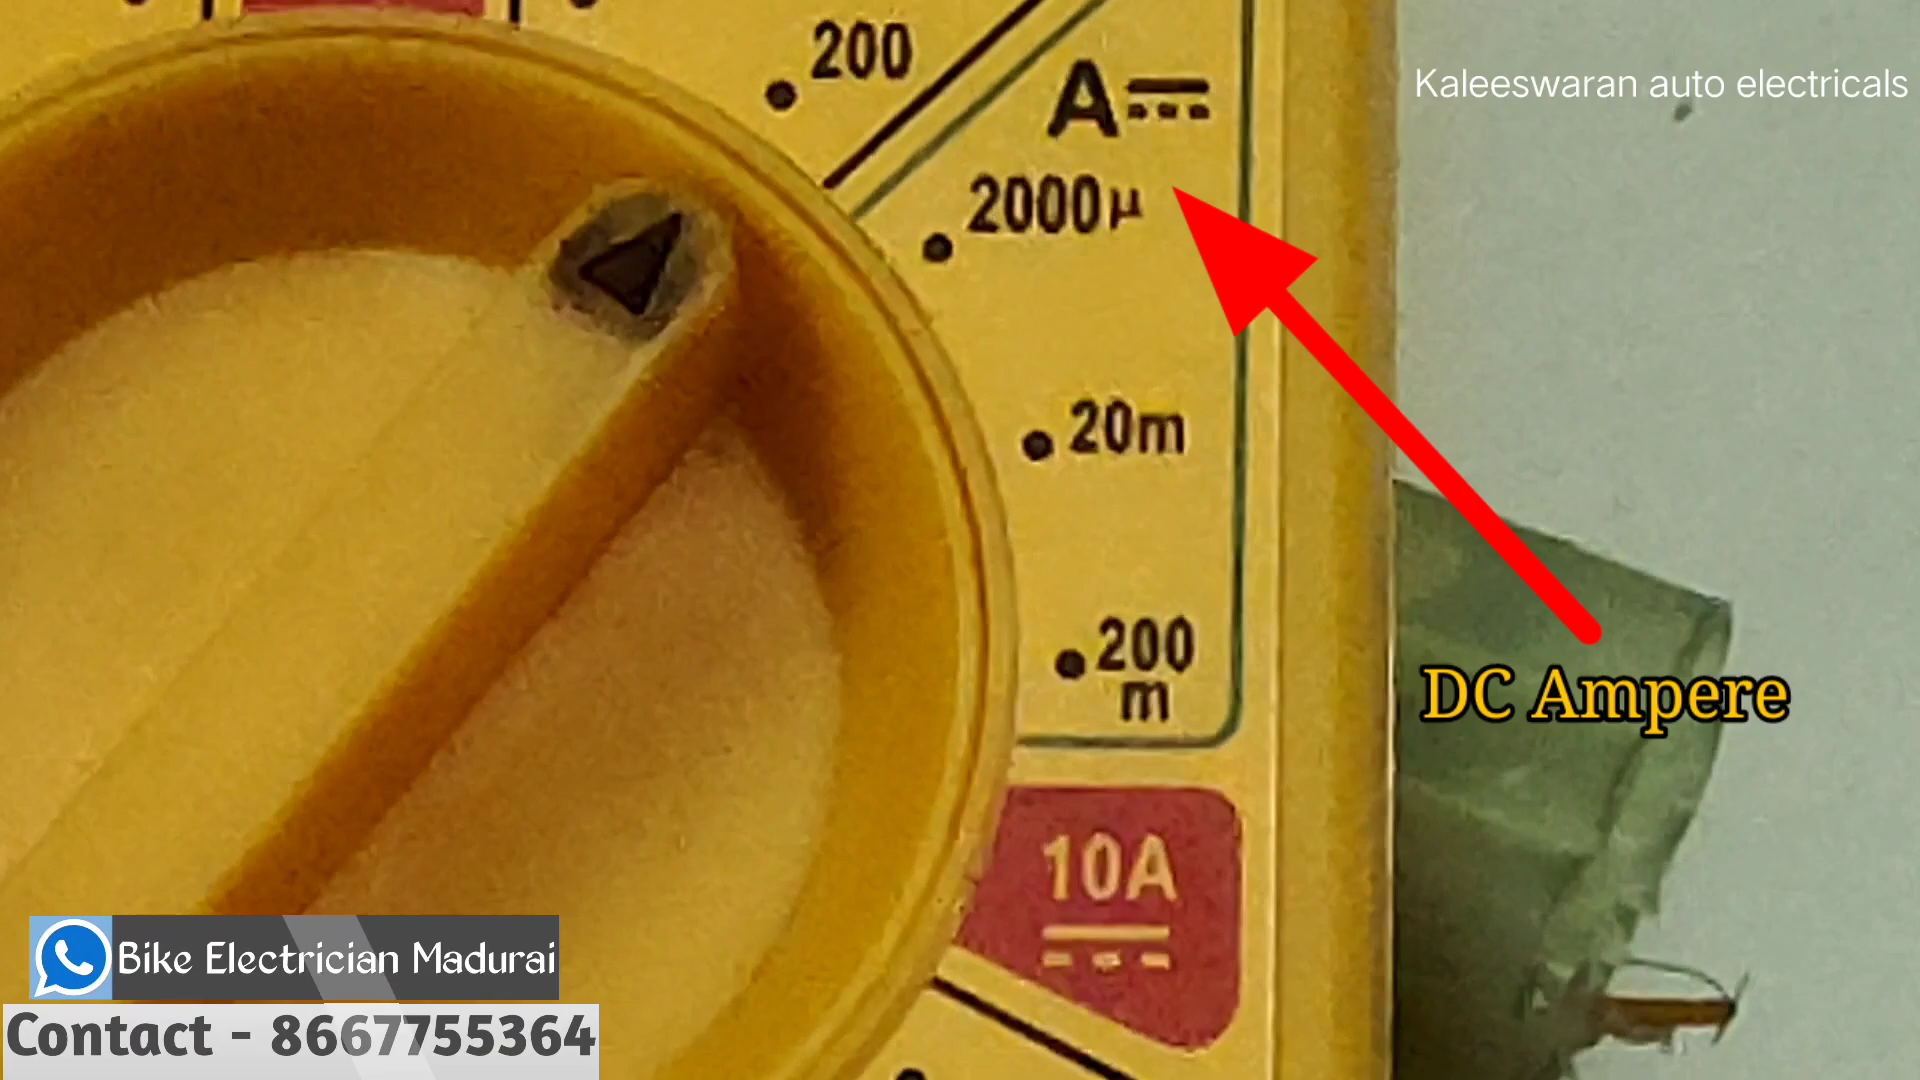 200
A
Kaleeswaran auto electricals
2000µ
20m
200
m
DC Ampere
10A
Bike Electrician Madurai
Contact - 8667755364